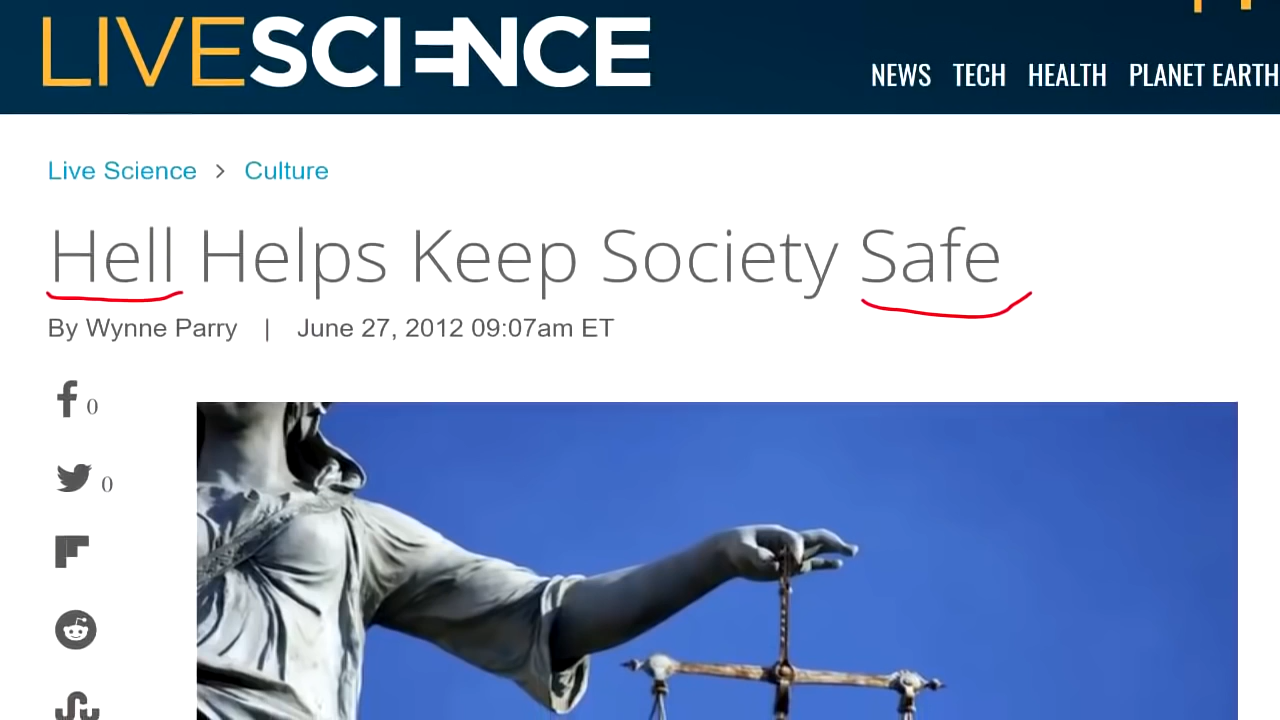 LIVESCIENCE
NEWS TECH HEALTH PLANET EARTH
Live Science > Culture
Hell Helps Keep Society Safe
By Wynne Parry | June 27, 2012 09:07am ET
0
0